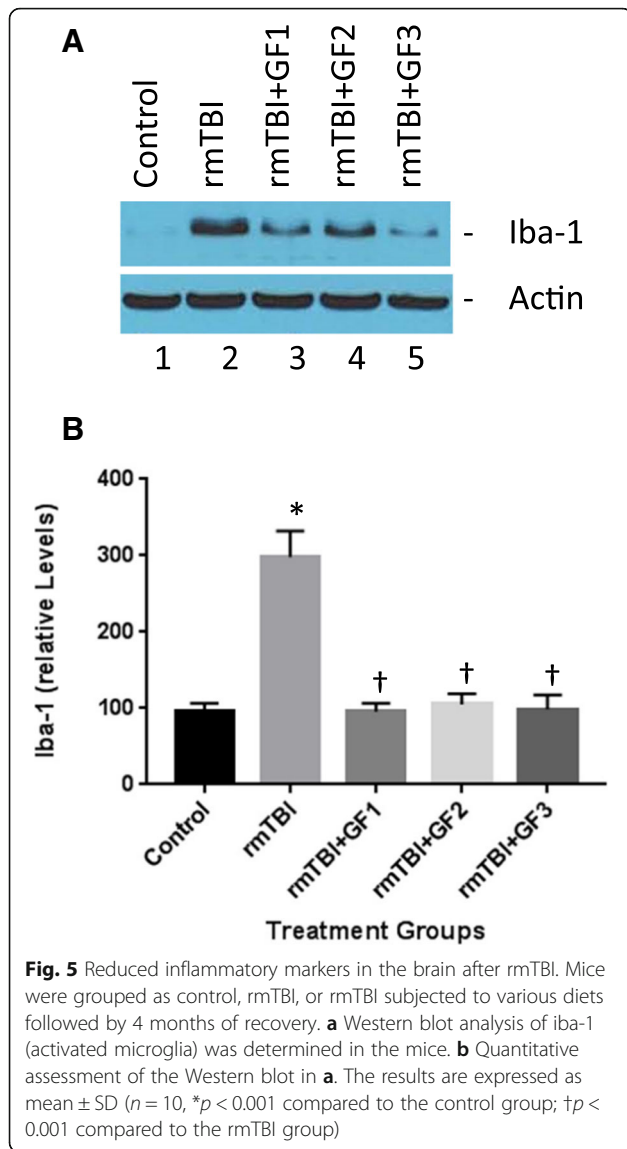 A
Control
rmTBI
rmTBI+GF1
rmTBI+GF2
rmTBI+GF3
- Iba-1
- Actin
1 2 3 4 5
B
Iba-1 (relative Levels)
400
300
200
100
0
*
†
†
†
Control
rmTBI
rmTBI+GF1
rmTBI+GF2
rmTBI+GF3
Treatment Groups
Fig. 5 Reduced inflammatory markers in the brain after rmTBI. Mice
were grouped as control, rmTBI, or rmTBI subjected to various diets
followed by 4 months of recovery. a Western blot analysis of iba-1
(activated microglia) was determined in the mice. b Quantitative
assessment of the Western blot in a. The results are expressed as
mean ± SD (n = 10, *p < 0.001 compared to the control group; †p <
0.001 compared to the rmTBI group)